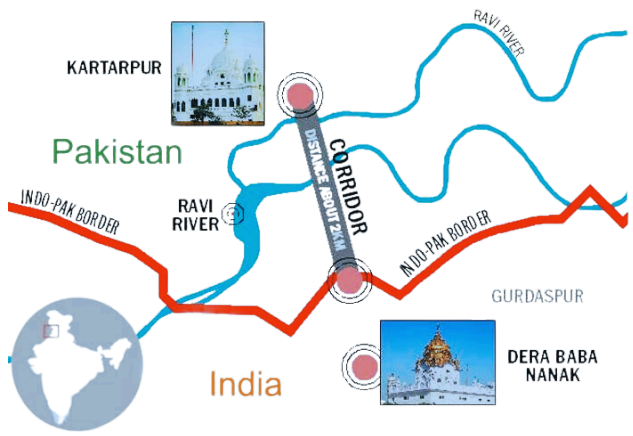 RAVI RIVER
KARTARPUR
Pakistan
CORRIDOR
DISTANCE ABOUT 2KM
RAVI
RIVER
INDO-PAK BORDER
INDO-PAK BORDER
GURDASPUR
India
DERA BABA
NANAK